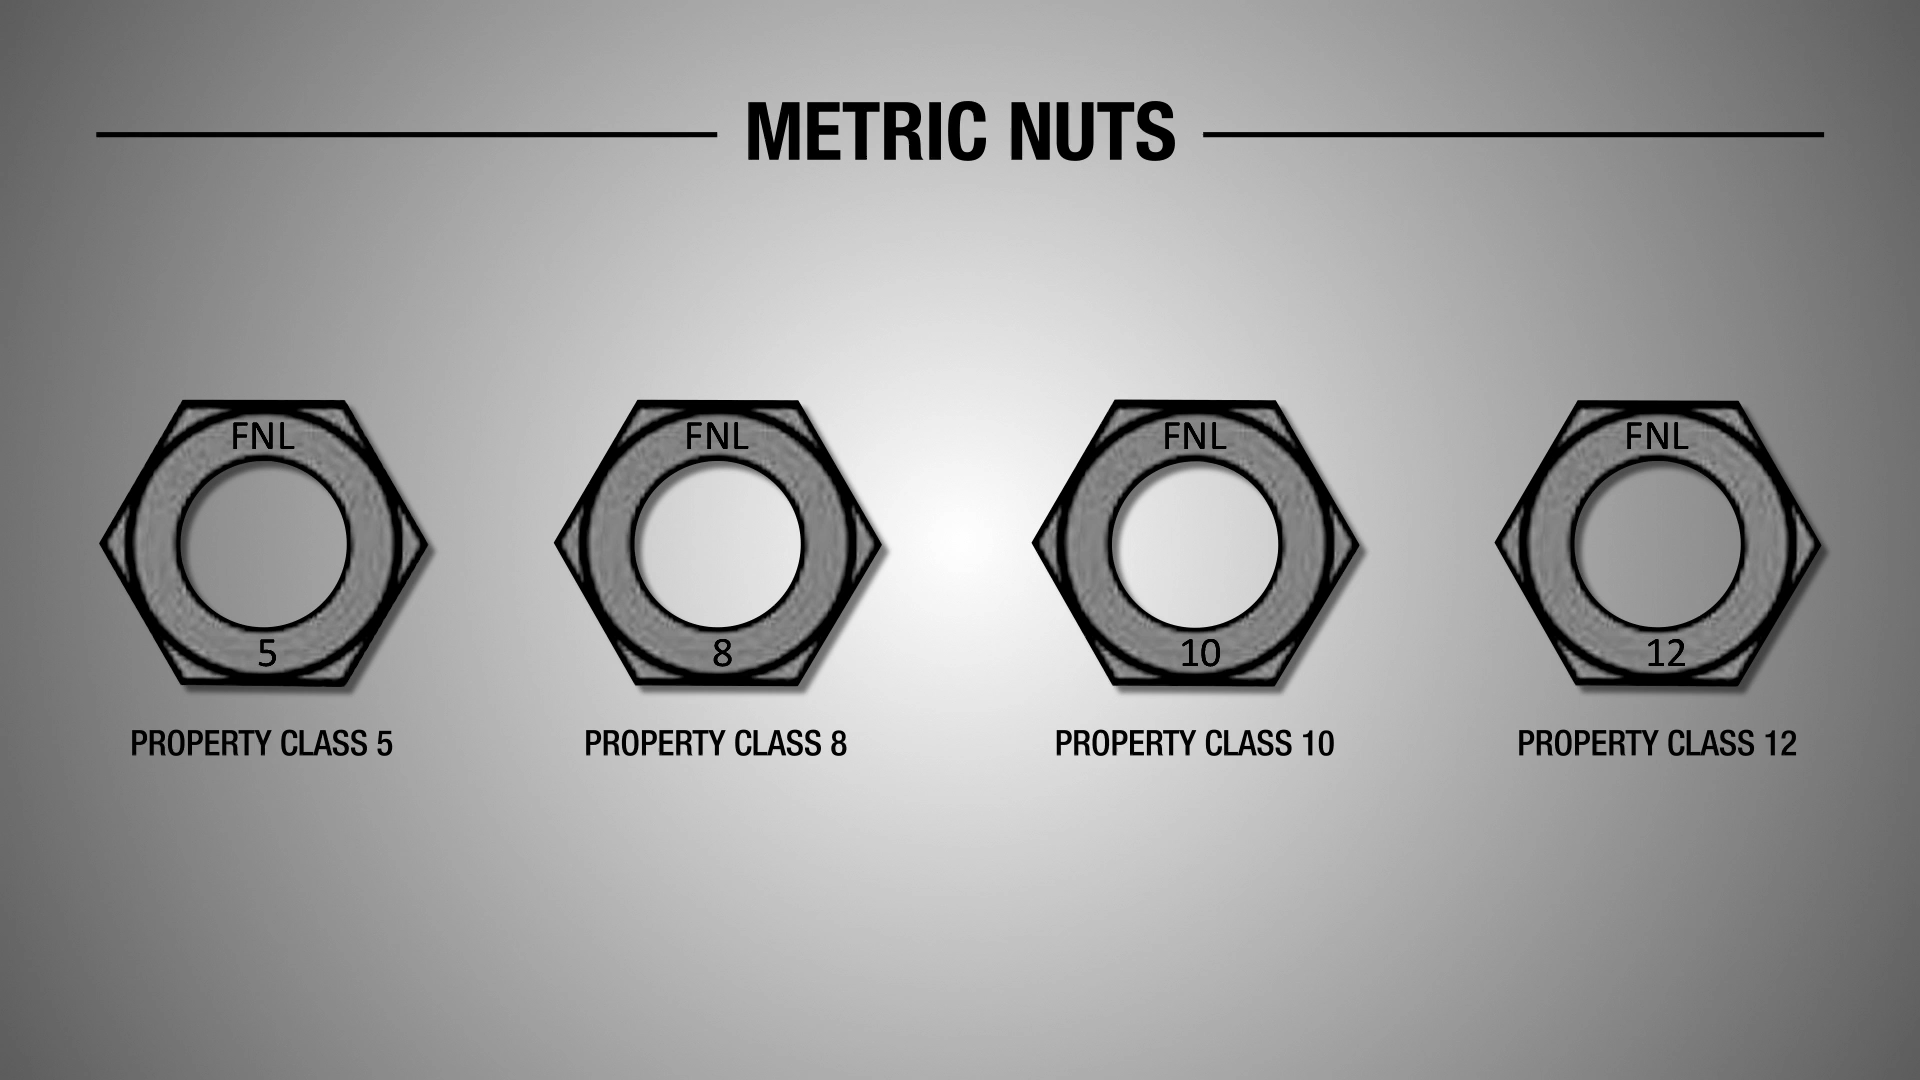 METRIC NUTS
FNL
FNL
FNL
FNL
5
8
10
12
PROPERTY CLASS 5
PROPERTY CLASS 8
PROPERTY CLASS 10
PROPERTY CLASS 12